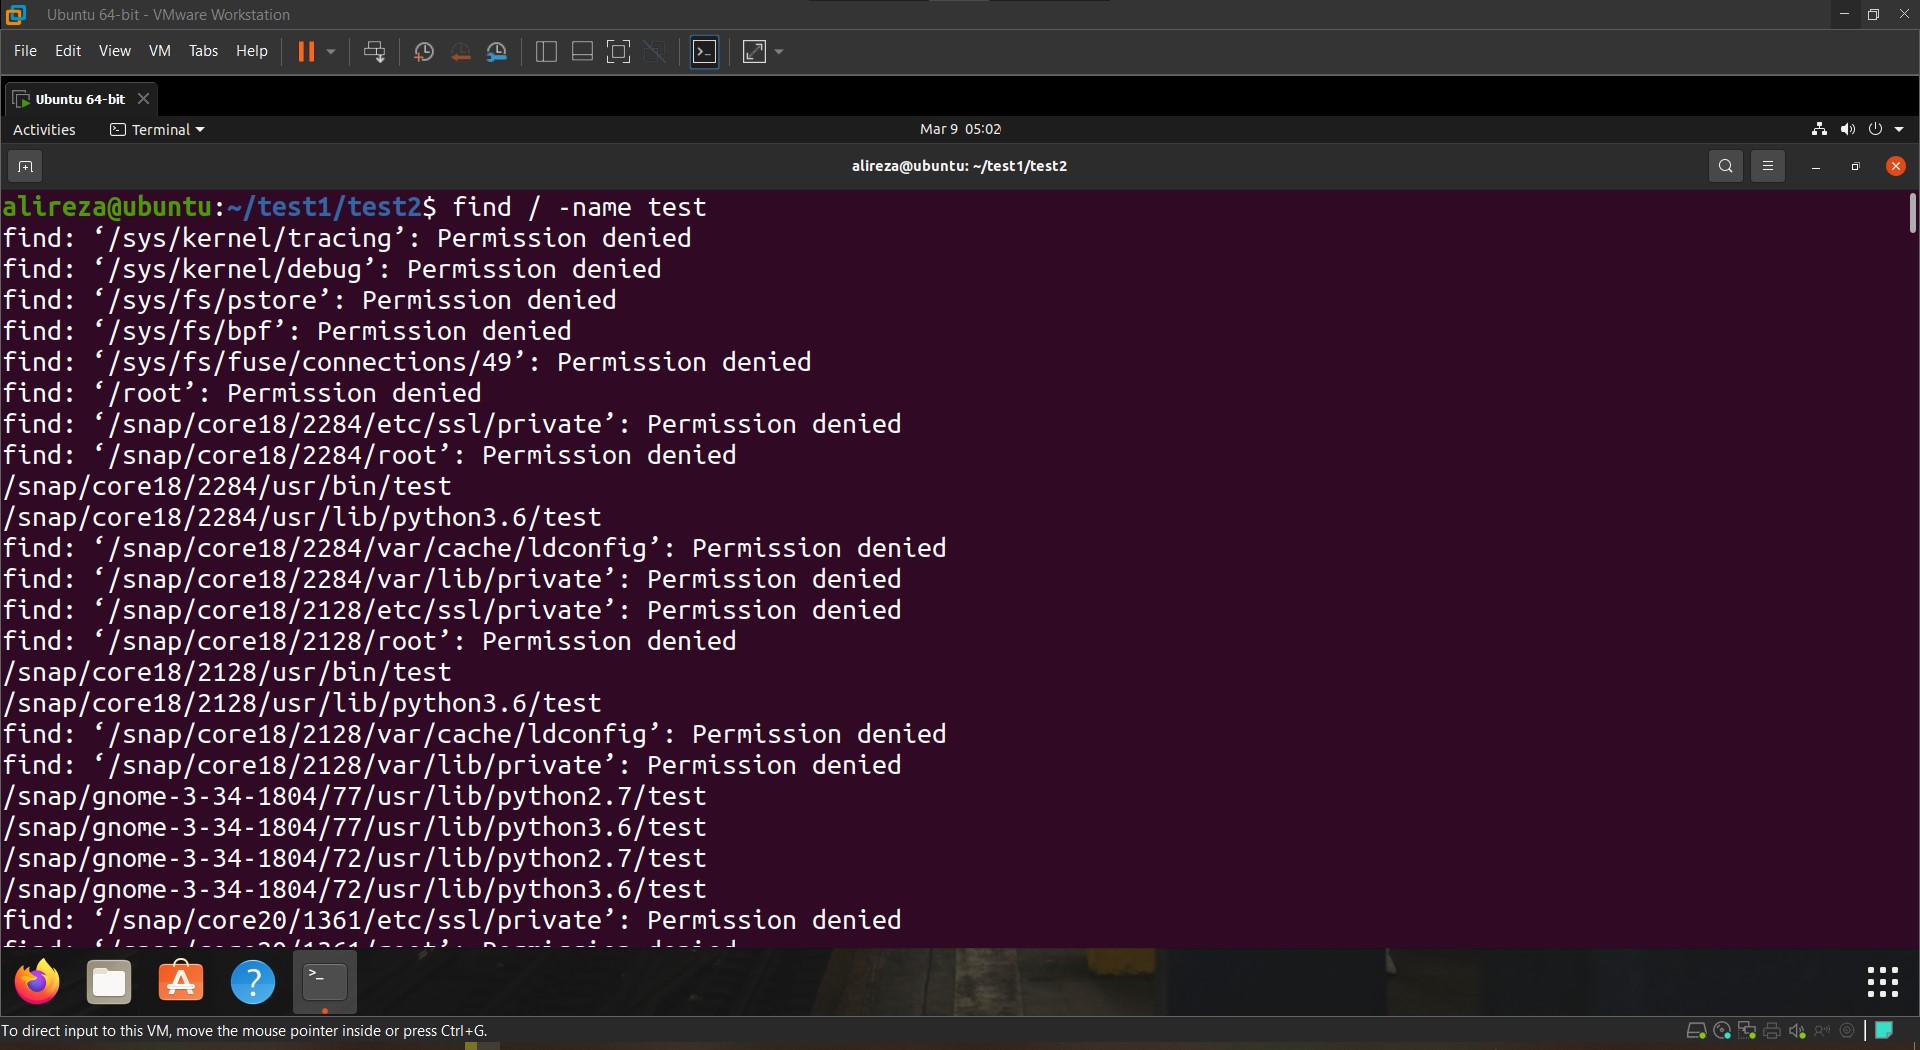 Ubuntu 64-bit - VMware Workstation
File Edit View VM Tabs Help
Ubuntu 64-bit
Activities Terminal Mar 9 05:02
alireza@ubuntu: ~/test1/test2
alireza@ubuntu:~/test1/test2$ find / -name test
find: ‘/sys/kernel/tracing’: Permission denied
find: ‘/sys/kernel/debug’: Permission denied
find: ‘/sys/fs/pstore’: Permission denied
find: ‘/sys/fs/bpf’: Permission denied
find: ‘/sys/fs/fuse/connections/49’: Permission denied
find: ‘/root’: Permission denied
find: ‘/snap/core18/2284/etc/ssl/private’: Permission denied
find: ‘/snap/core18/2284/root’: Permission denied
/snap/core18/2284/usr/bin/test
/snap/core18/2284/usr/lib/python3.6/test
find: ‘/snap/core18/2284/var/cache/ldconfig’: Permission denied
find: ‘/snap/core18/2284/var/lib/private’: Permission denied
find: ‘/snap/core18/2128/etc/ssl/private’: Permission denied
find: ‘/snap/core18/2128/root’: Permission denied
/snap/core18/2128/usr/bin/test
/snap/core18/2128/usr/lib/python3.6/test
find: ‘/snap/core18/2128/var/cache/ldconfig’: Permission denied
find: ‘/snap/core18/2128/var/lib/private’: Permission denied
/snap/gnome-3-34-1804/77/usr/lib/python2.7/test
/snap/gnome-3-34-1804/77/usr/lib/python3.6/test
/snap/gnome-3-34-1804/72/usr/lib/python2.7/test
/snap/gnome-3-34-1804/72/usr/lib/python3.6/test
find: ‘/snap/core20/1361/etc/ssl/private’: Permission denied
find: ‘/snap/core20/1361/root’: Permission denied
To direct input to this VM, move the mouse pointer inside or press Ctrl+G.